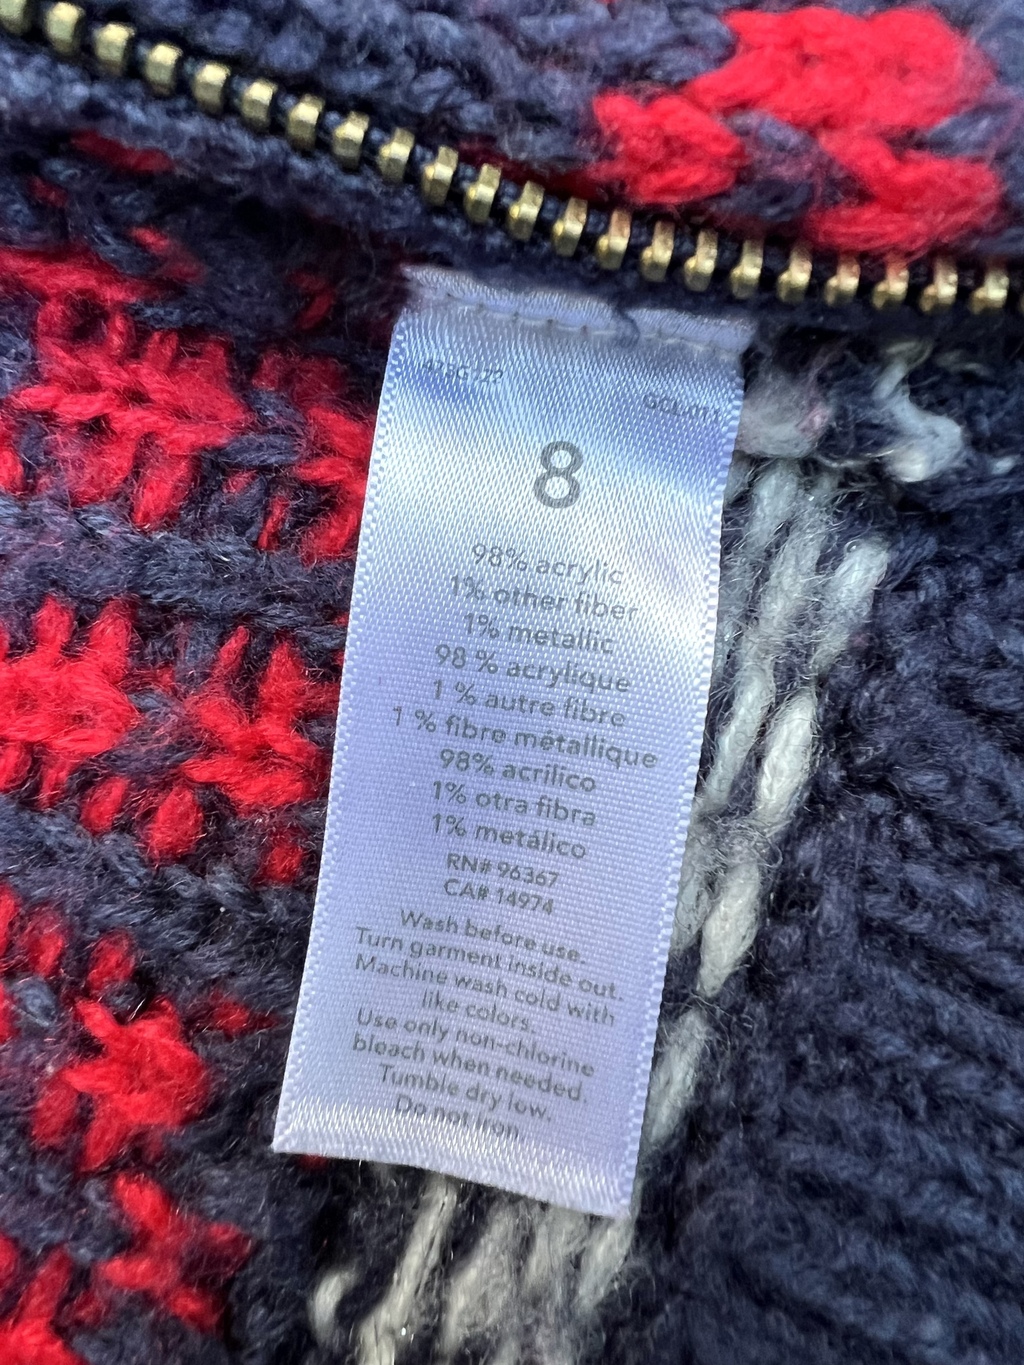 GCL011
8
98% acrylic
1% other fiber
1% metallic
98 % acrylique
1 % autre fibre
1 % fibre métallique
98% acrílico
1% otra fibra
1% metálico
RN# 96367
CA# 14974
Wash before use.
Turn garment inside out.
Machine wash cold with
like colors.
Use only non-chlorine
bleach when needed.
Tumble dry low.
Do not iron.